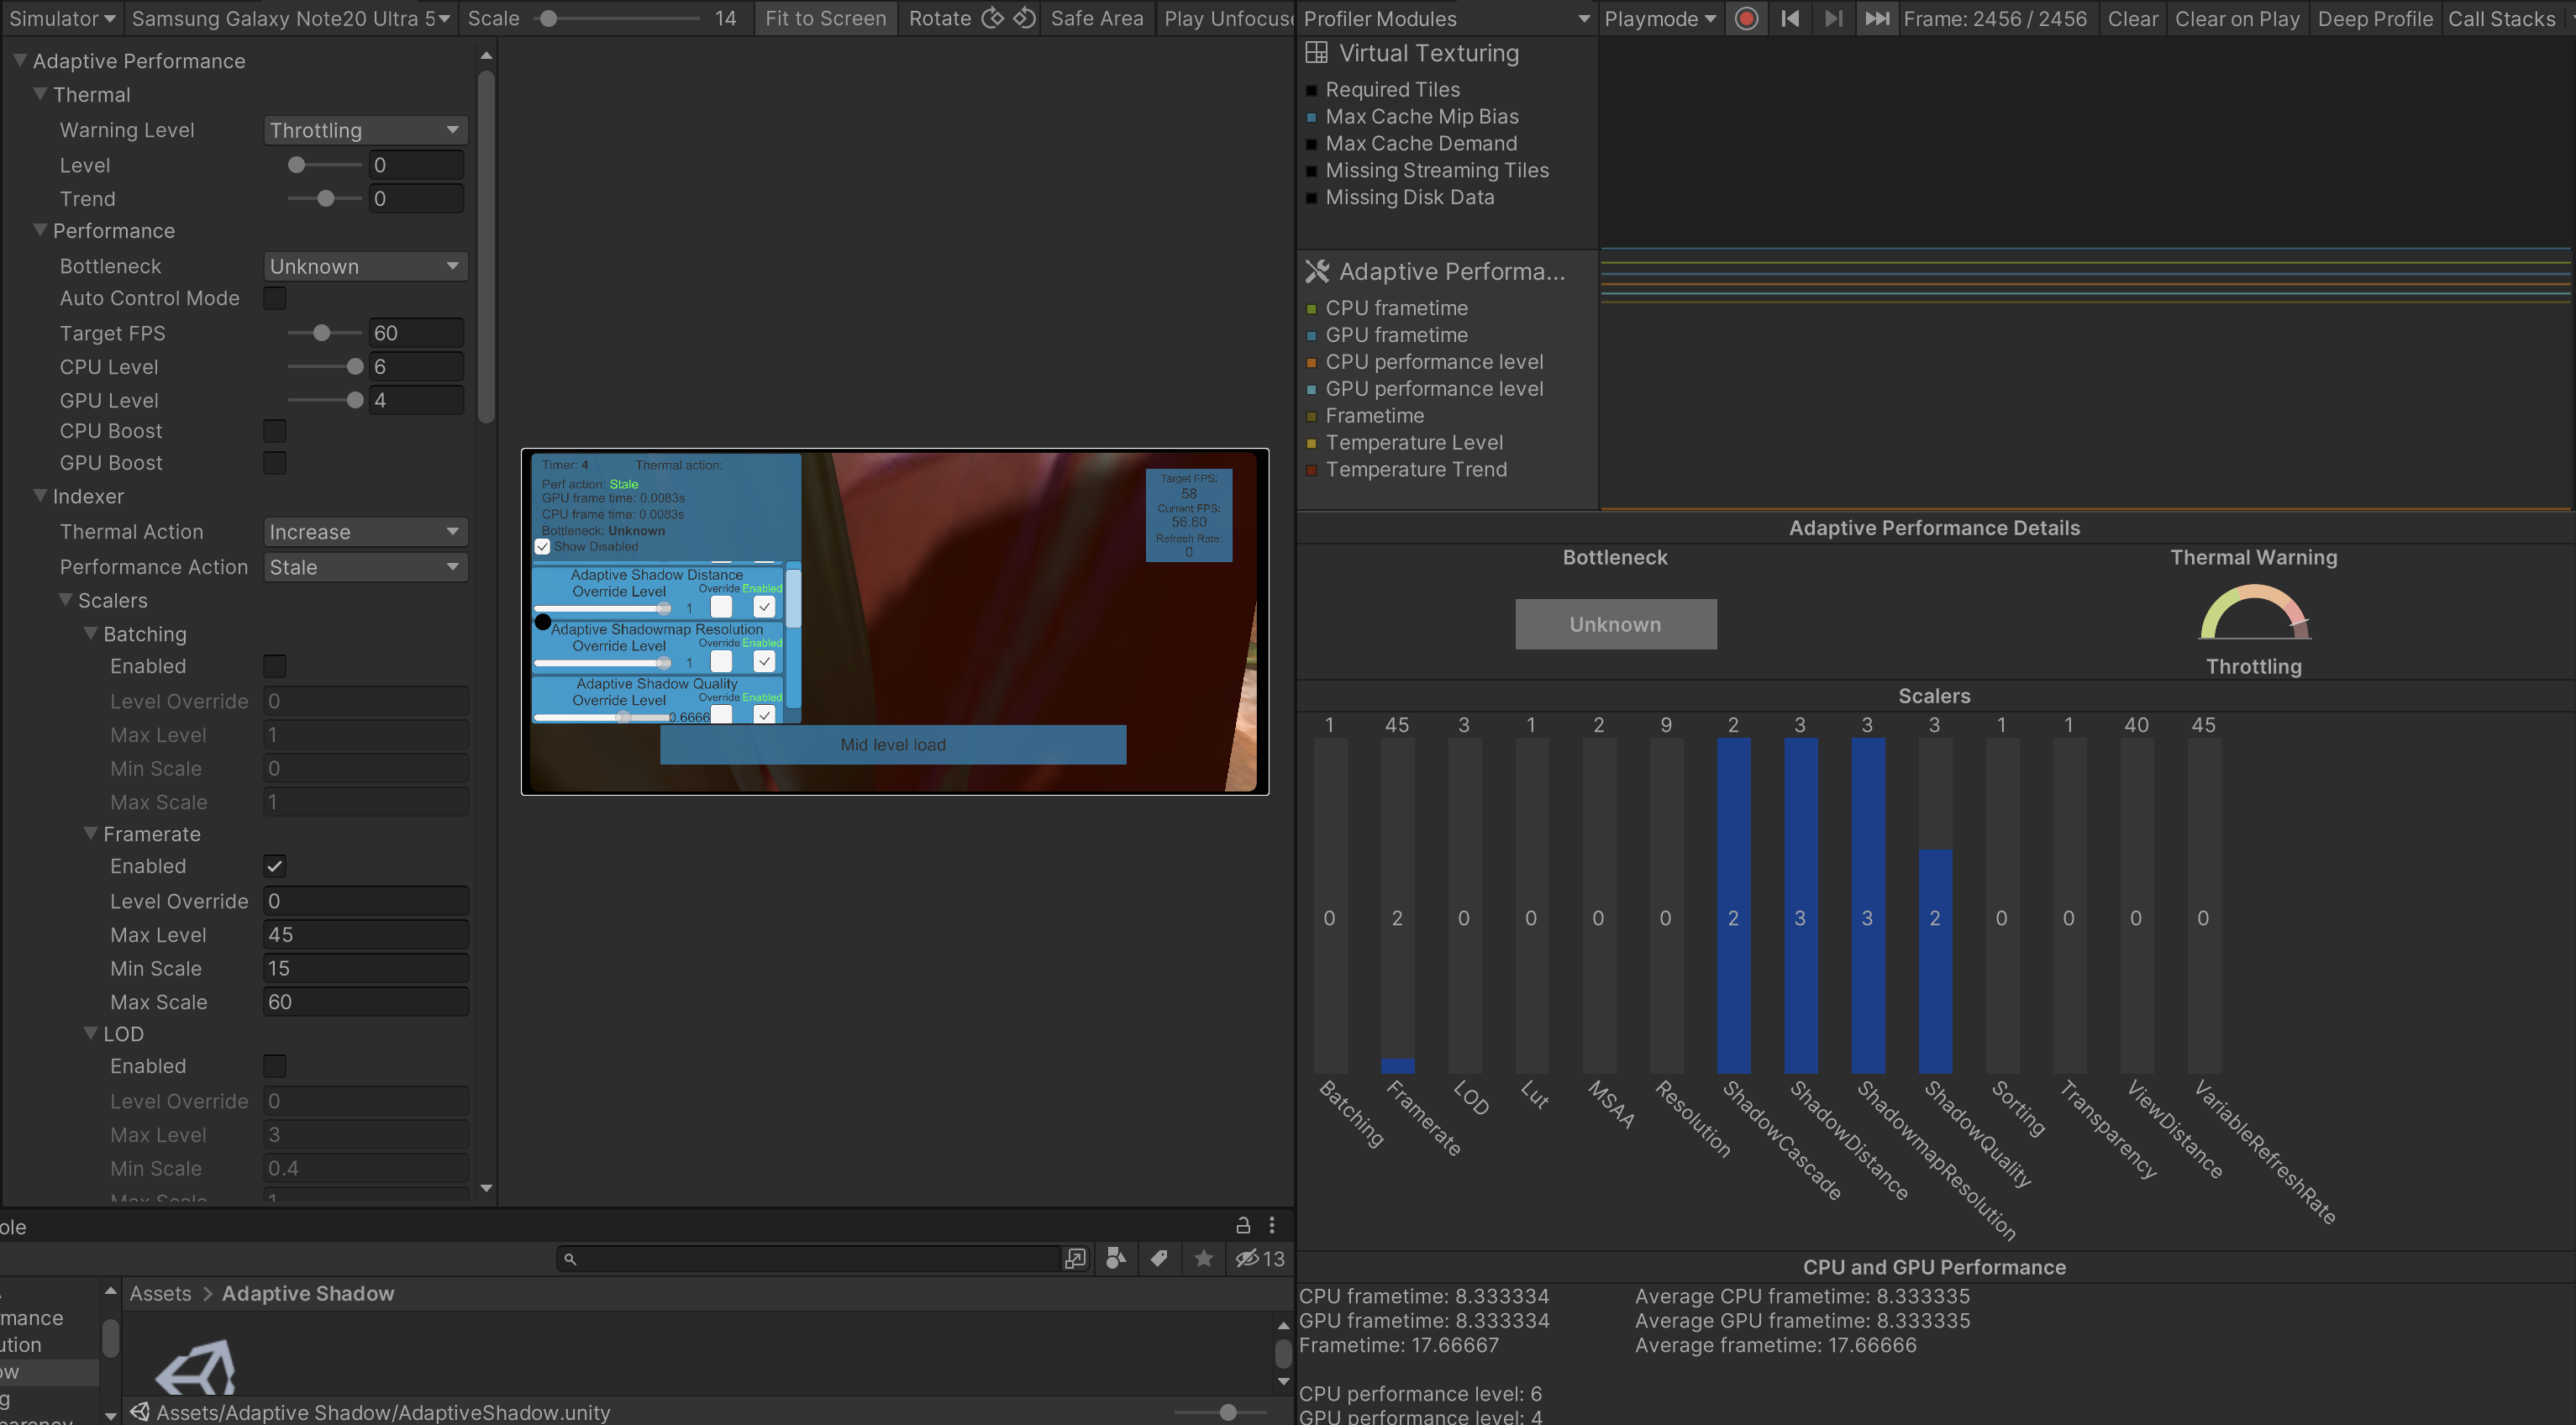 Simulator
Samsung Galaxy Note20 Ultra 5
Scale
14
Fit to Screen
Rotate
Safe Area
Play Unfocuse
Adaptive Performance
Thermal
Warning Level Throttling
Level 0
Trend 0
Performance
Bottleneck Unknown
Auto Control Mode
Target FPS 60
CPU Level 6
GPU Level 4
CPU Boost
GPU Boost
Indexer
Thermal Action Increase
Performance Action Stale
Scalers
Batching
Enabled
Level Override 0
Max Level 1
Min Scale 0
Max Scale 1
Framerate
Enabled
Level Override 0
Max Level 45
Min Scale 15
Max Scale 60
LOD
Enabled
Level Override 0
Max Level 3
Min Scale 0.4
Max Scale 1
Timer: 4 Thermal action:
Perf action: Stale
GPU frame time: 0.0083s
CPU frame time: 0.0083s
Bottleneck: Unknown
Show Disabled
Adaptive Shadow Distance
Override Level Override Enabled
1
Adaptive Shadowmap Resolution
Override Level Override Enabled
1
Adaptive Shadow Quality
Override Level Override Enabled
0.6666
Target FPS:
58
Current FPS:
56.60
Refresh Rate:
0
Mid level load
ole
13
rmance
ution
ow
g
Assets > Adaptive Shadow
Assets/Adaptive Shadow/AdaptiveShadow.unity
Profiler Modules
Playmode
Frame: 2456 / 2456
Clear
Clear on Play
Deep Profile
Call Stacks
Virtual Texturing
Required Tiles
Max Cache Mip Bias
Max Cache Demand
Missing Streaming Tiles
Missing Disk Data
Adaptive Performa...
CPU frametime
GPU frametime
CPU performance level
GPU performance level
Frametime
Temperature Level
Temperature Trend
Adaptive Performance Details
Bottleneck
Unknown
Thermal Warning
Throttling
Scalers
1 45 3 1 2 9 2 3 3 3 1 1 40 45
0 2 0 0 0 0 2 3 3 2 0 0 0 0
Batching
Framerate
LOD
Lut
MSAA
Resolution
ShadowCascade
ShadowDistance
ShadowmapResolution
ShadowQuality
Sorting
Transparency
ViewDistance
VariableRefreshRate
CPU and GPU Performance
CPU frametime: 8.333334 Average CPU frametime: 8.333335
GPU frametime: 8.333334 Average GPU frametime: 8.333335
Frametime: 17.66667 Average frametime: 17.66666
CPU performance level: 6
GPU performance level: 4